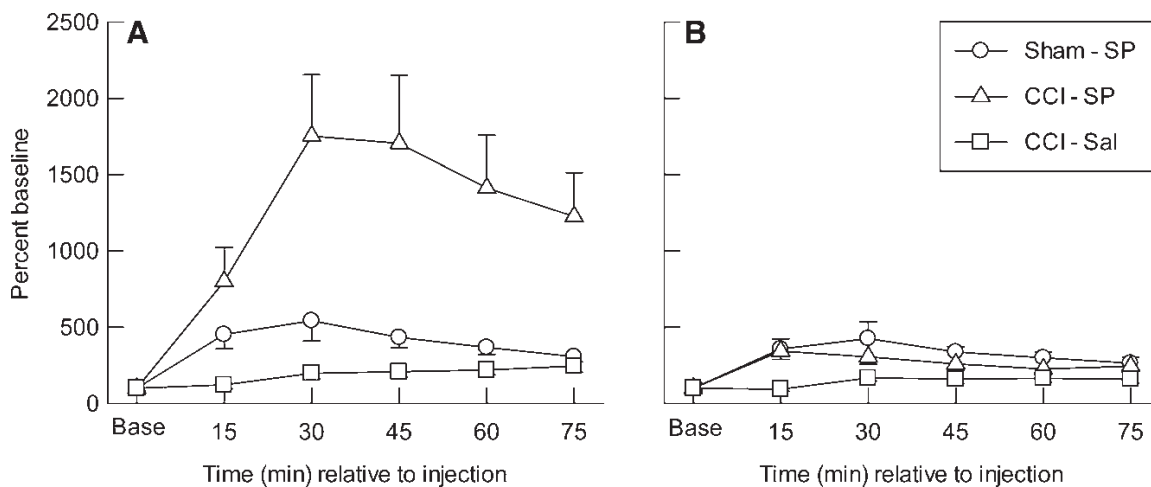 A
B
2500
2000
1500
1000
500
0
Percent baseline
Base 15 30 45 60 75
Time (min) relative to injection
Sham - SP
CCI - SP
CCI - Sal
Base 15 30 45 60 75
Time (min) relative to injection